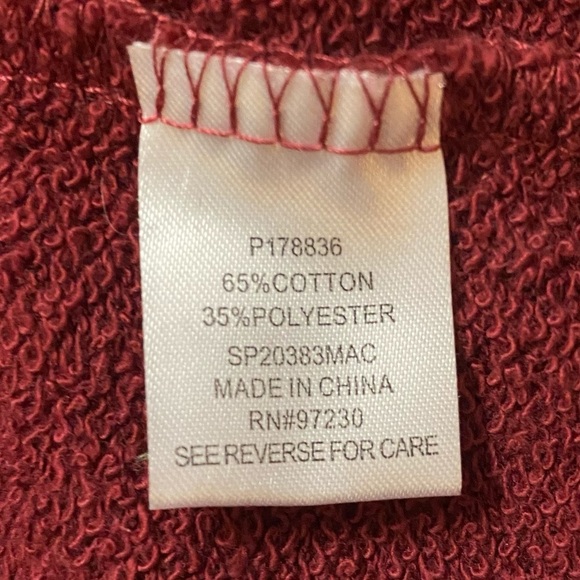 P178836
65%COTTON
35%POLYESTER
SP20383MAC
MADE IN CHINA
RN#97230
SEE REVERSE FOR CARE